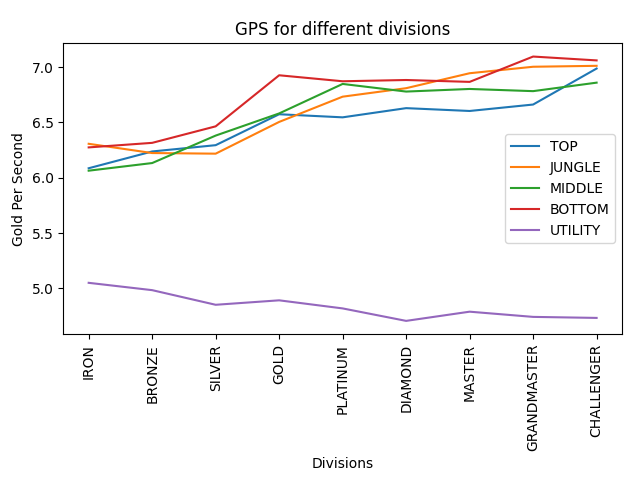 GPS for different divisions
Gold Per Second
7.0
6.5
6.0
5.5
5.0
TOP
JUNGLE
MIDDLE
BOTTOM
UTILITY
IRON
BRONZE
SILVER
GOLD
PLATINUM
DIAMOND
MASTER
GRANDMASTER
CHALLENGER
Divisions